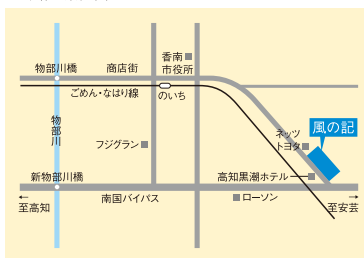 香南
市役所
物部川橋
商店街
ごめん・なはり線
のいち
風の記
物部川
ネッツ
トヨタ
フジグラン
高知黒潮ホテル
新物部川橋
←
至高知
南国バイパス
ローソン
→
至安芸